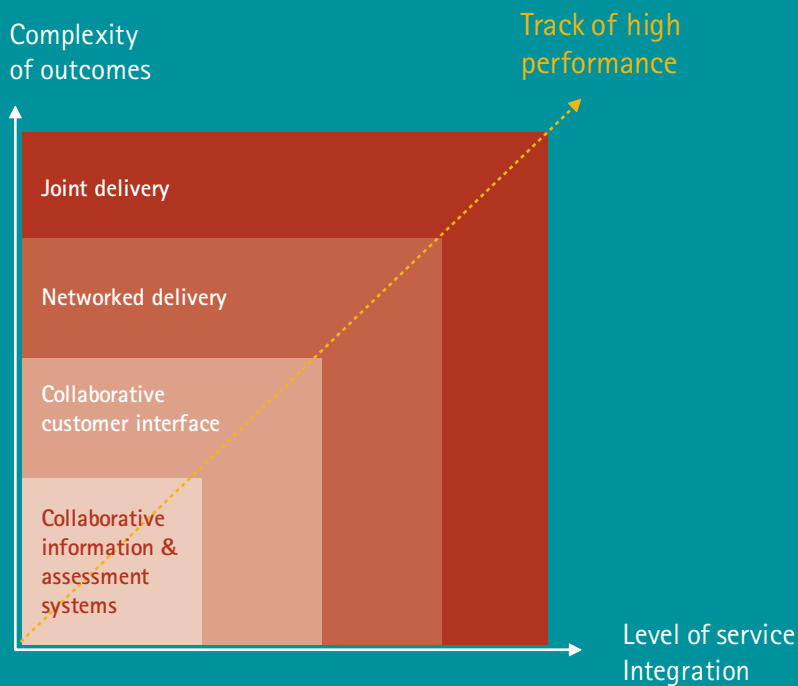 Complexity
of outcomes
Track of high
performance
Joint delivery
Networked delivery
Collaborative
customer interface
Collaborative
information &
assessment
systems
Level of service
Integration